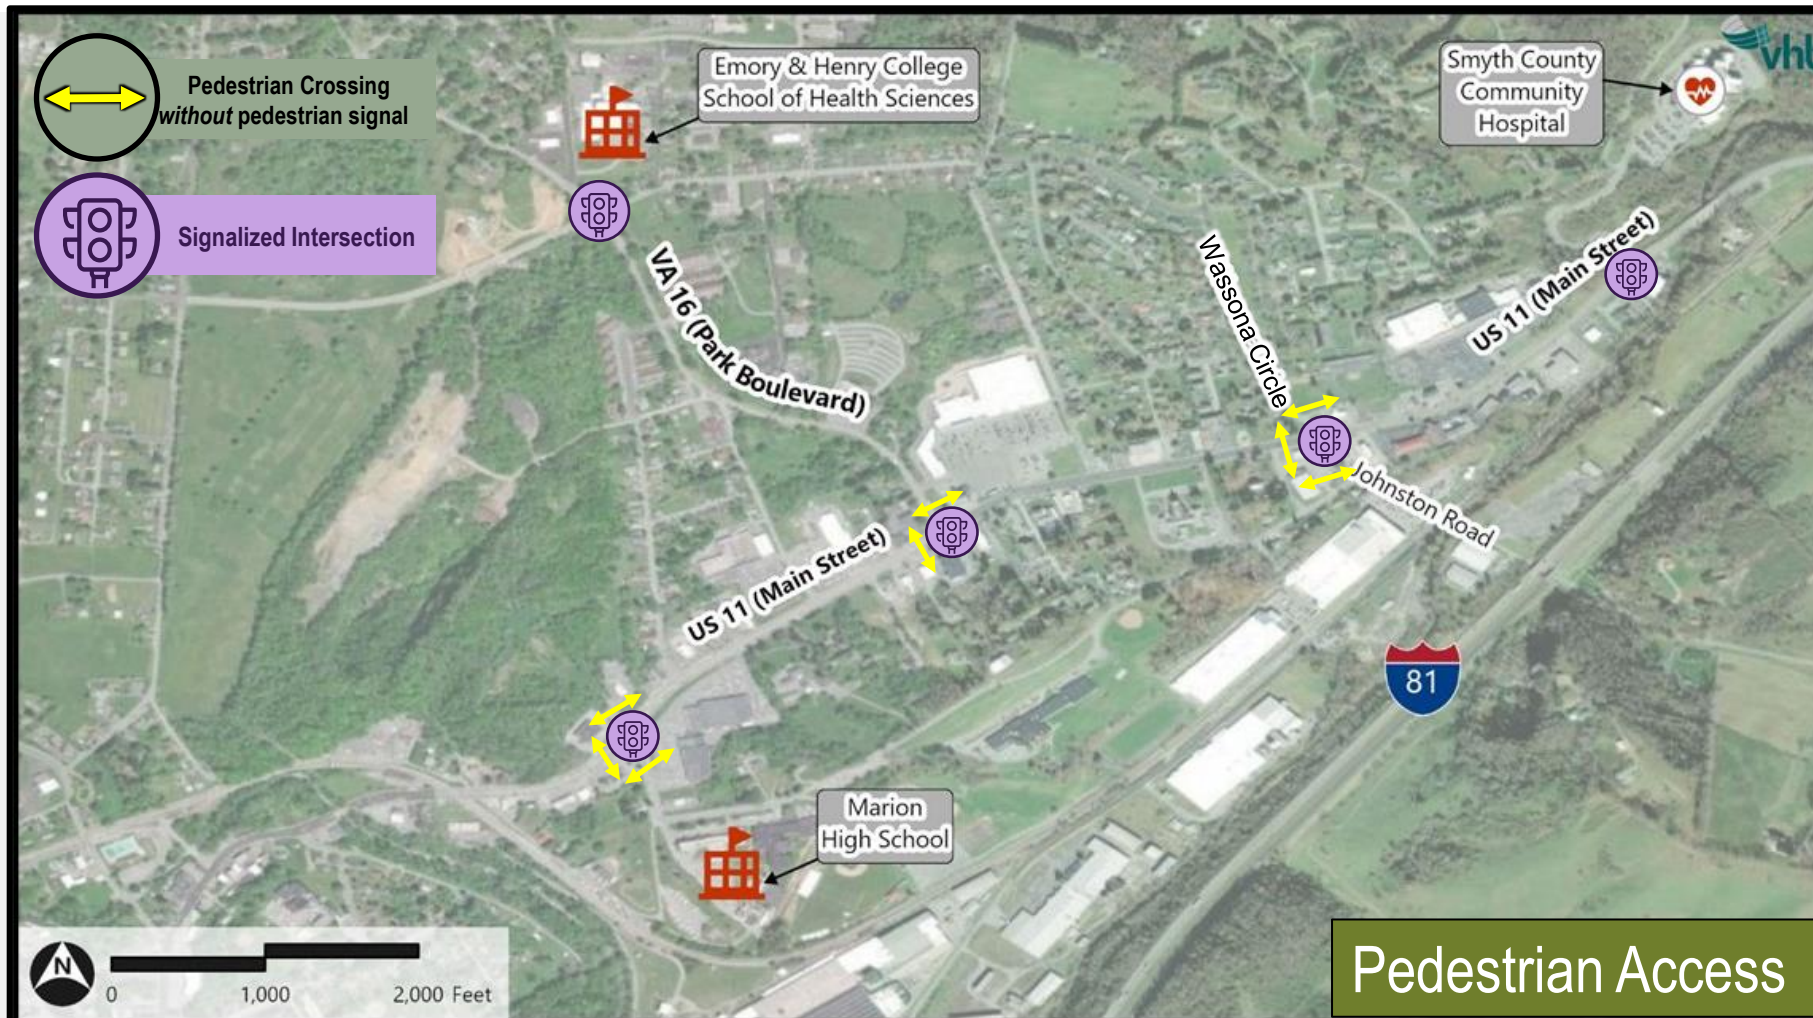 Pedestrian Crossing
without pedestrian signal
Signalized Intersection
Emory & Henry College
School of Health Sciences
Smyth County
Community
Hospital
VA 16 (Park Boulevard)
Wassona Circle
US 11 (Main Street)
Johnston Road
US 11 (Main Street)
81
Marion
High School
N
0 1,000 2,000 Feet
Pedestrian Access